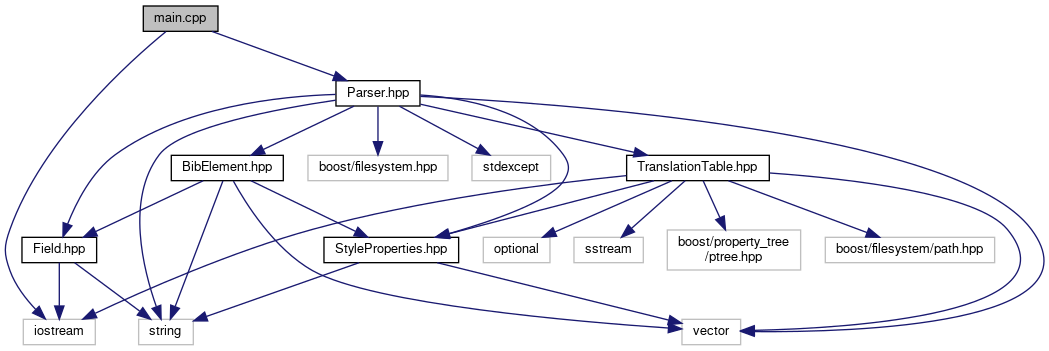 main.cpp
Parser.hpp
BibElement.hpp
boost/filesystem.hpp
stdexcept
TranslationTable.hpp
Field.hpp
StyleProperties.hpp
optional
sstream
boost/property_tree
/ptree.hpp
boost/filesystem/path.hpp
iostream
string
vector